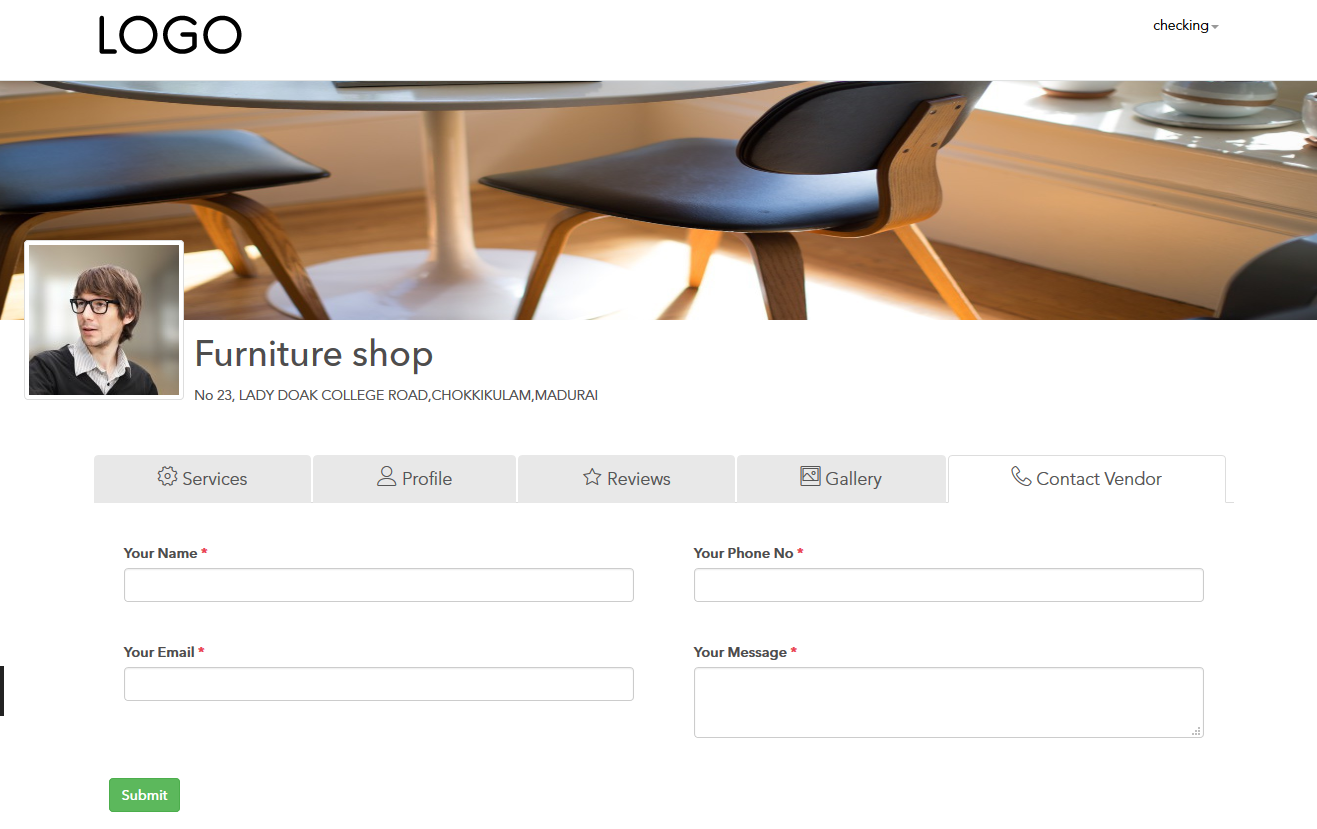 LOGO
checking
Furniture shop
No 23, LADY DOAK COLLEGE ROAD,CHOKKIKULAM,MADURAI
Services
Profile
Reviews
Gallery
Contact Vendor
Your Name *
Your Phone No *
Your Email *
Your Message *
Submit